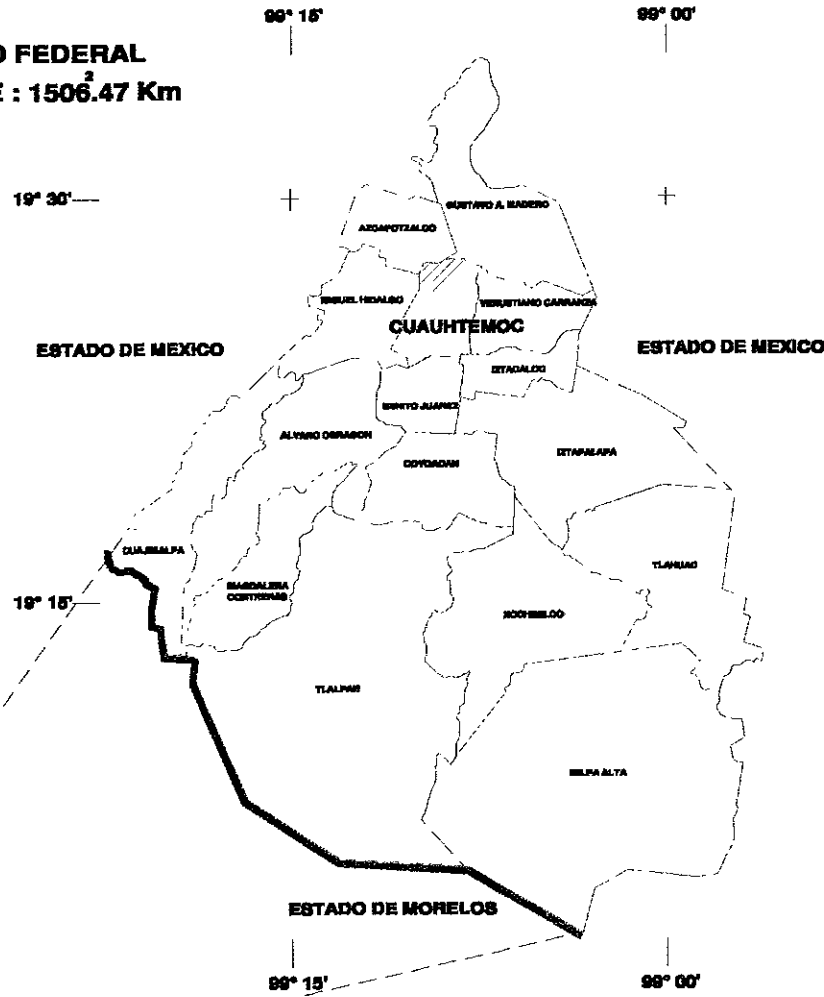 99° 15'
99° 00'
O FEDERAL
E : 1506.47 Km²
19° 30'
GUSTAVO A. MADERO
AZCAPOTZALCO
MIGUEL HIDALGO
VENUSTIANO CARRANZA
CUAUHTEMOC
ESTADO DE MEXICO
ESTADO DE MEXICO
IZTACALCO
BENITO JUAREZ
ALVARO OBREGON
COYOACAN
IZTAPALAPA
CUAJIMALPA
TLAHUAC
MAGDALENA
CONTRERAS
19° 15'
XOCHIMILCO
TLALPAN
MILPA ALTA
ESTADO DE MORELOS
99° 15'
99° 00'